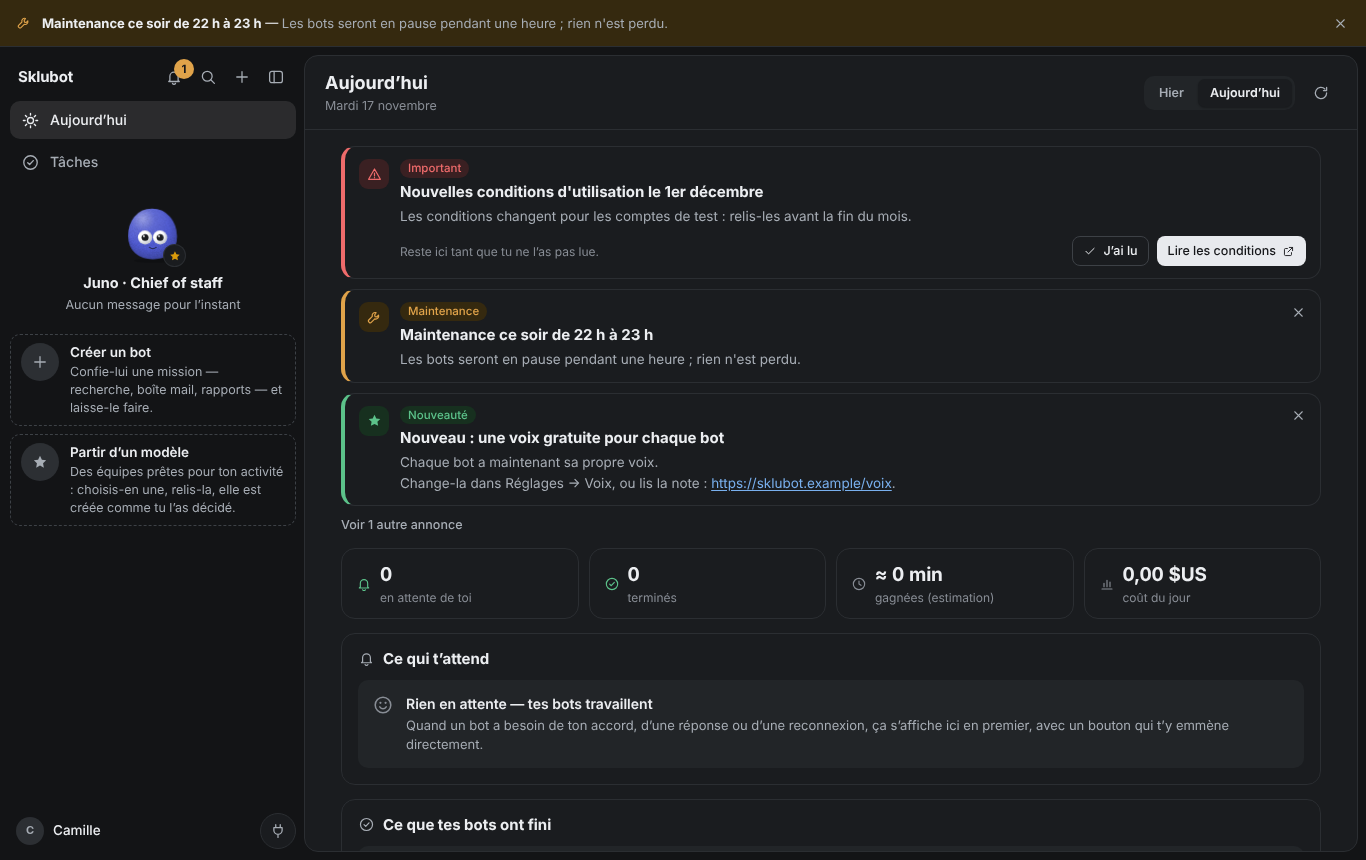 Maintenance ce soir de 22 h à 23 h — Les bots seront en pause pendant une heure ; rien n'est perdu.
Sklubot
1
Aujourd’hui
Tâches
Juno · Chief of staff
Aucun message pour l’instant
Créer un bot
Confie-lui une mission —
recherche, boîte mail, rapports — et
laisse-le faire.
Partir d’un modèle
Des équipes prêtes pour ton activité
: choisis-en une, relis-la, elle est
créée comme tu l’as décidé.
C
Camille
Aujourd’hui
Mardi 17 novembre
Hier
Aujourd’hui
Important
Nouvelles conditions d'utilisation le 1er décembre
Les conditions changent pour les comptes de test : relis-les avant la fin du mois.
Reste ici tant que tu ne l’as pas lue.
J’ai lu
Lire les conditions
Maintenance
Maintenance ce soir de 22 h à 23 h
Les bots seront en pause pendant une heure ; rien n'est perdu.
Nouveauté
Nouveau : une voix gratuite pour chaque bot
Chaque bot a maintenant sa propre voix.
Change-la dans Réglages → Voix, ou lis la note : https://sklubot.example/voix.
Voir 1 autre annonce
0
en attente de toi
0
terminés
≈ 0 min
gagnées (estimation)
0,00 $US
coût du jour
Ce qui t’attend
Rien en attente — tes bots travaillent
Quand un bot a besoin de ton accord, d’une réponse ou d’une reconnexion, ça s’affiche ici en premier, avec un bouton qui t’y emmène
directement.
Ce que tes bots ont fini